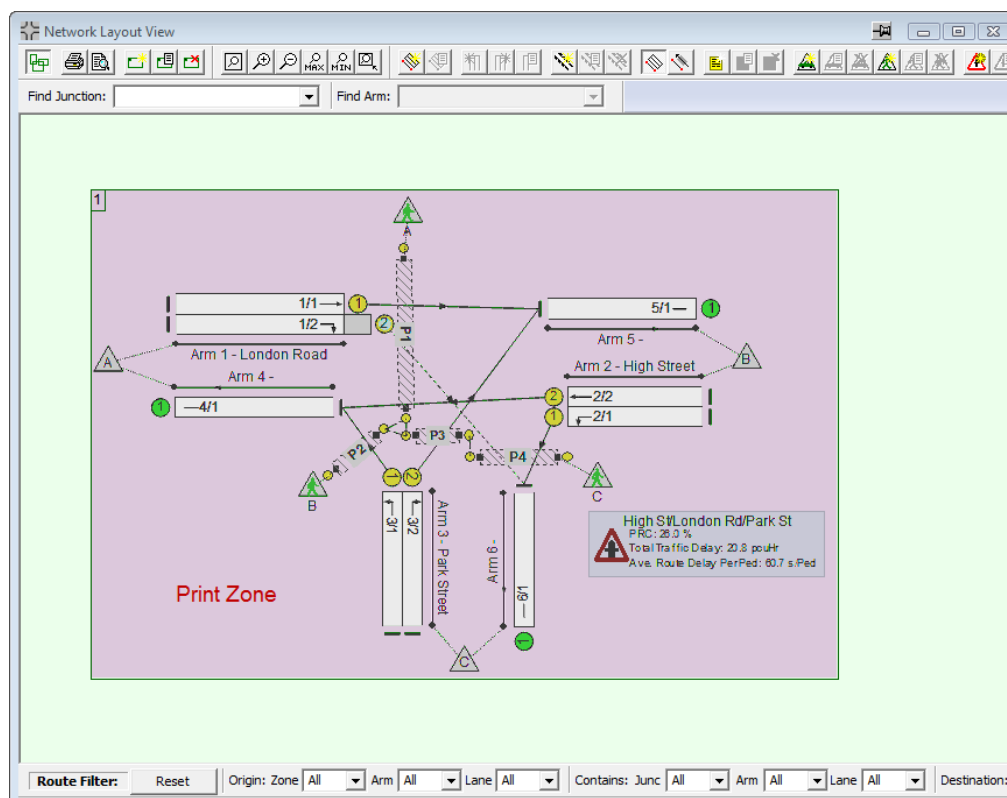 Network Layout View
MAX MIN
Find Junction: Find Arm:
1
A
1/1 1
1/2 2
5/1 1
P1
Arm 5 -
Arm 1 - London Road
A
B
Arm 4 -
Arm 2 - High Street
1 4/1
2 2/2
1 2/1
P3
P2
P4
1 2
B
C
3/1
3/2
Arm 3 - Park Street
Arm 6 -
6/1
High St/London Rd/Park St
PRC: 26.0 %
Total Traffic Delay: 20.8 pcuHr
Ave. Route Delay PerPed: 60.7 s/Ped
Print Zone
1
C
Route Filter: Reset Origin: Zone All Arm All Lane All Contains: Junc All Arm All Lane All Destination: